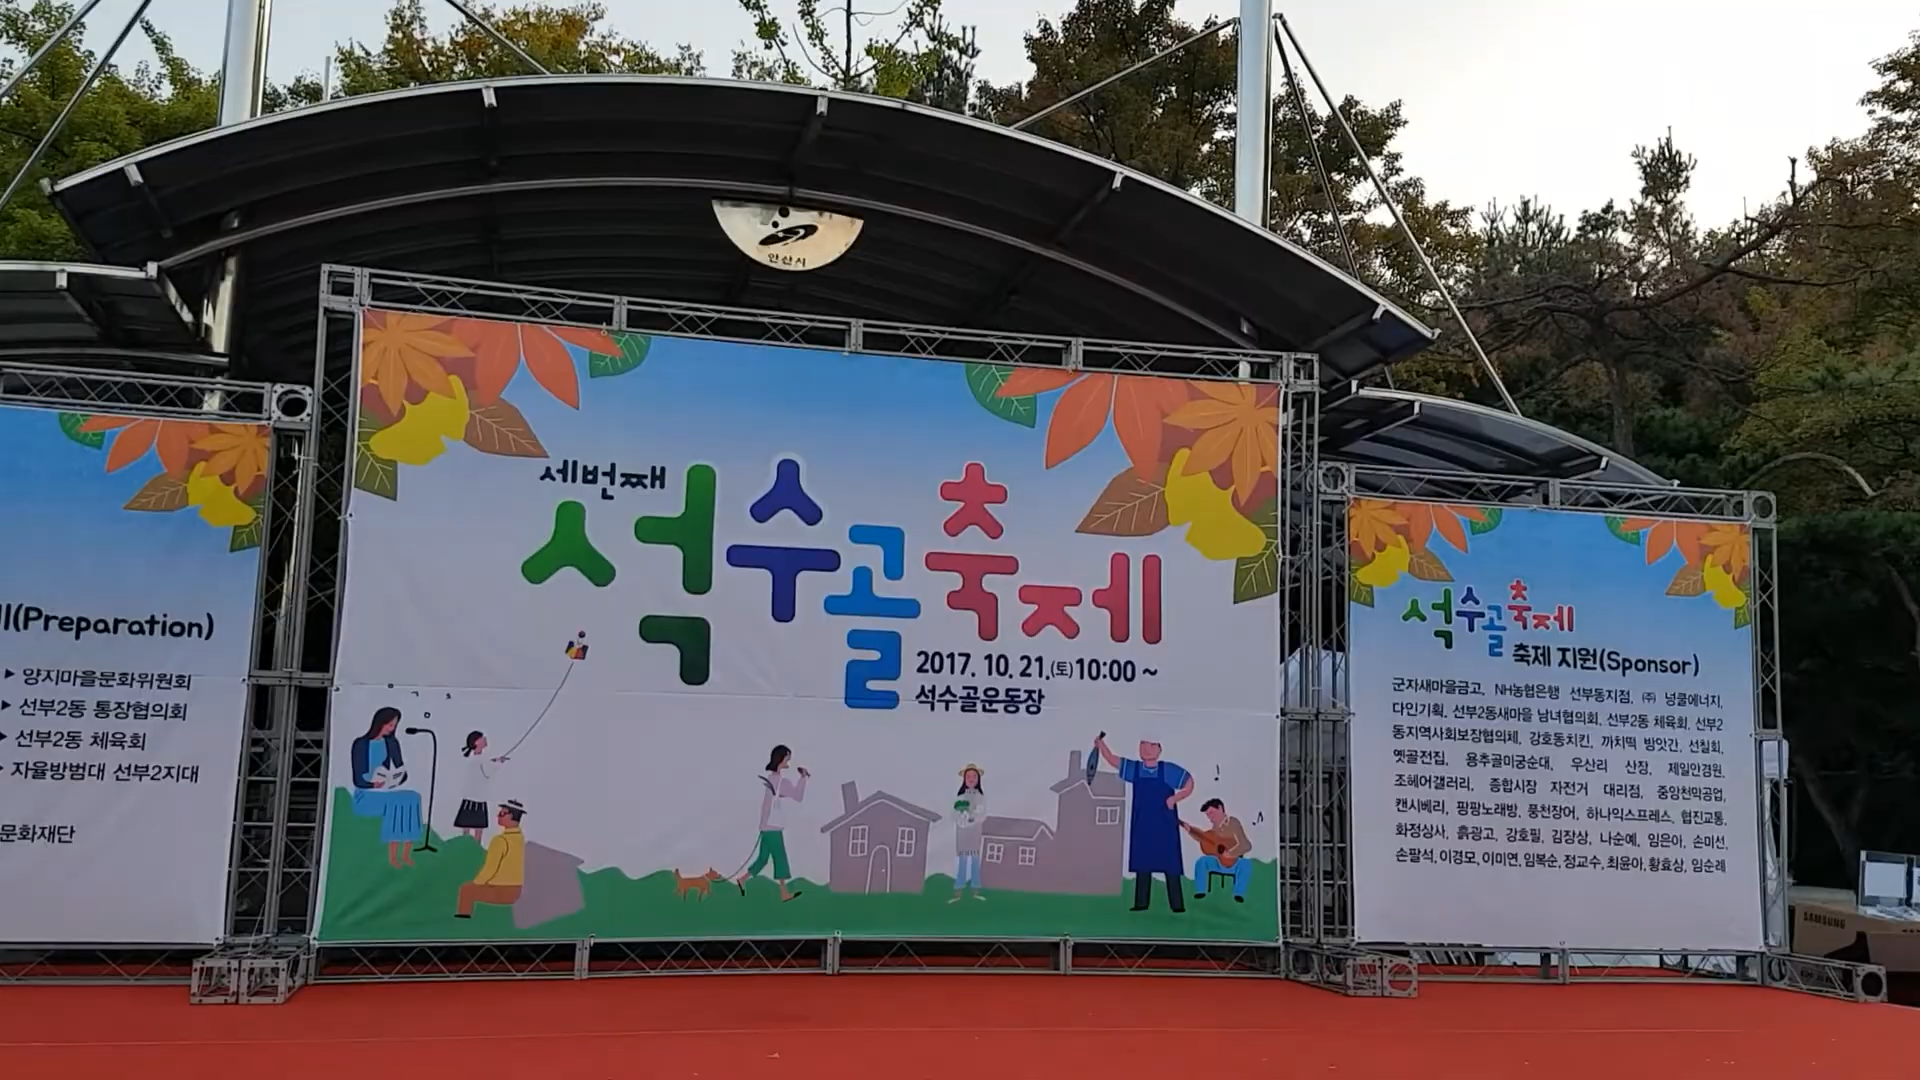 안산시
세번째
석수골축제
2017. 10. 21.(토) 10:00 ~
석수골운동장
(Preparation)
▶ 양지마을문화위원회
▶ 선부2동 통장협의회
▶ 선부2동 체육회
▶ 자율방범대 선부2지대
문화재단
석수골축제
축제 지원(Sponsor)
군자새마을금고, NH농협은행 선부동지점, ㈜ 넝쿨에너지,
다인기획, 선부2동새마을 남녀협의회, 선부2동 체육회, 선부2
동지역사회보장협의체, 강호동치킨, 까치떡 방앗간, 선칠회,
옛골전집, 용추골미궁순대, 우산리 산장, 제일안경원,
조헤어갤러리, 종합시장 자전거 대리점, 중앙천막공업,
캔시베리, 팡팡노래방, 풍천장어, 하나익스프레스, 협진교통,
화정상사, 흙광고, 강호필, 김장상, 나순예, 임은아, 손미선,
손팔석, 이경모, 이미연, 임복순, 정교수, 최윤아, 황효상, 임순례
SAMSUNG